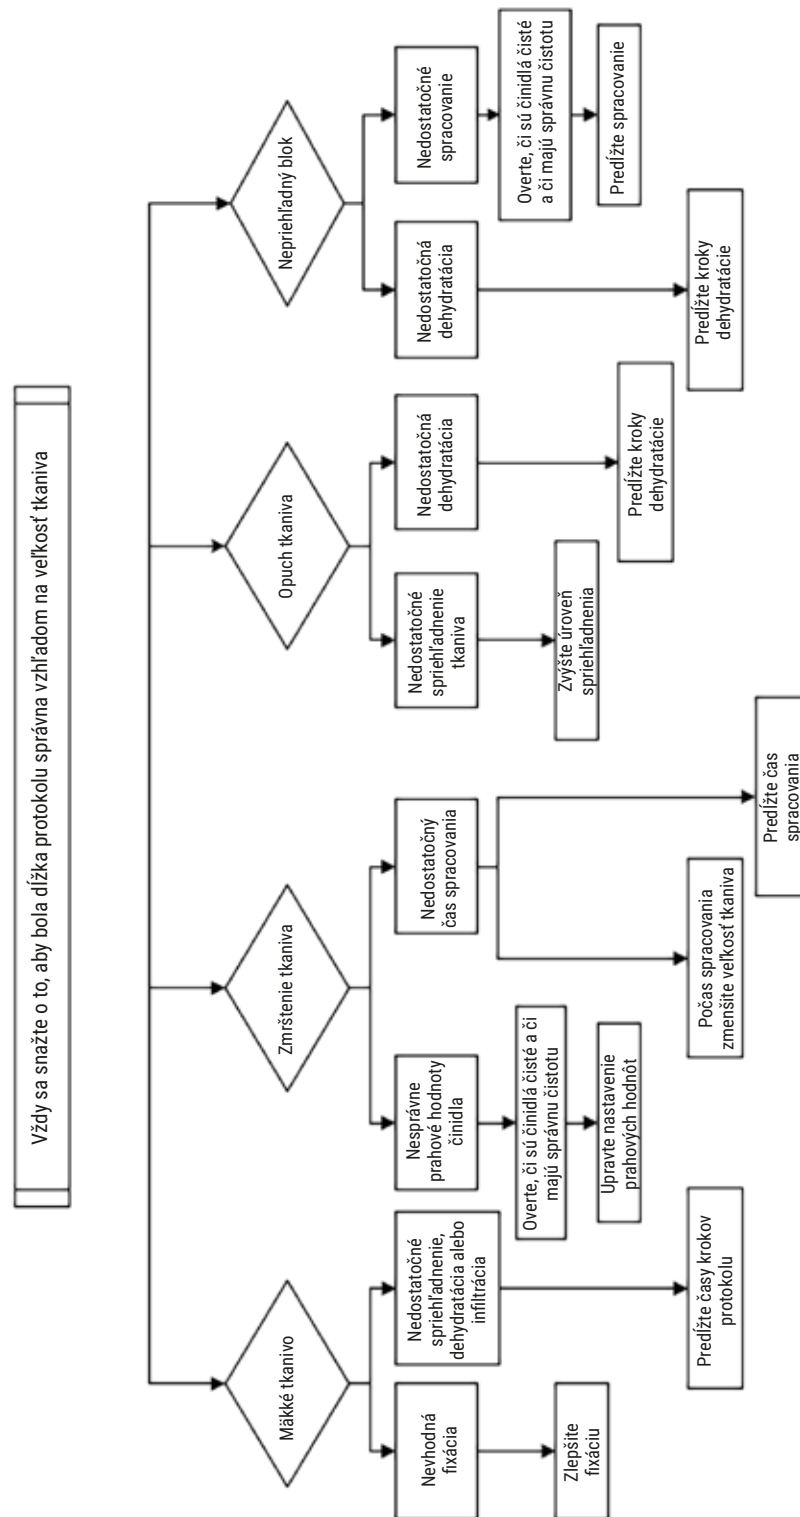 Vždy sa snažte o to, aby bola dĺžka protokolu správna vzhľadom na veľkosť tkaniva
Mäkké tkanivo
Zmrštenie tkaniva
Opuch tkaniva
Nepriehľadný blok
Nevhodná
fixácia
Nedostatočné
spriehľadnenie,
dehydratácia alebo
infiltrácia
Nesprávne
prahové hodnoty
činidla
Nedostatočný
čas spracovania
Nedostatočné
spriehľadnenie
tkaniva
Nedostatočná
dehydratácia
Nedostatočná
dehydratácia
Nedostatočné
spracovanie
Overte, či sú činidlá čisté a či
majú správnu čistotu
Overte, či sú činidlá čisté
a či majú správnu čistotu
Zlepšite
fixáciu
Zvýšte úroveň
spriehľadnenia
Upravte nastavenie
prahových hodnôt
Predĺžte kroky
dehydratácie
Predĺžte spracovanie
Predĺžte časy krokov
protokolu
Počas spracovania
zmenšite veľkosť tkaniva
Predĺžte kroky
dehydratácie
Predĺžte čas
spracovania